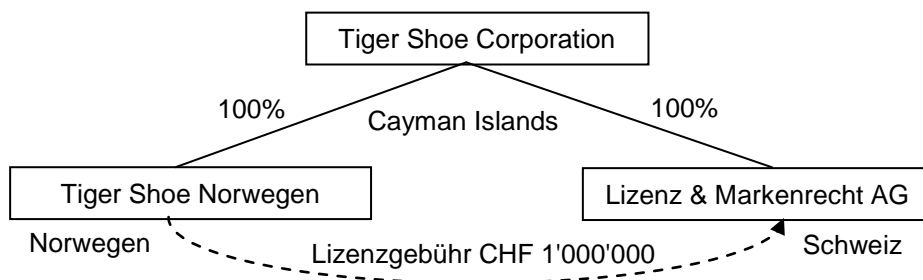 Tiger Shoe Corporation
100%
100%
Cayman Islands
Tiger Shoe Norwegen
Lizenz & Markenrecht AG
Norwegen
Lizenzgebühr CHF 1'000'000
Schweiz